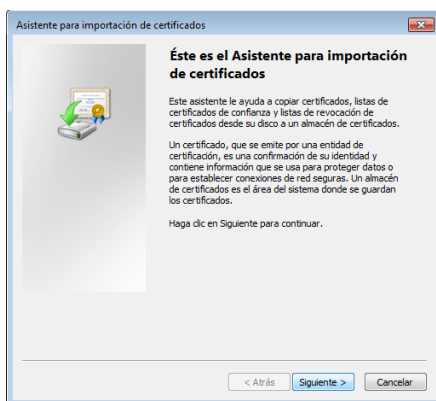 Asistente para importación de certificados
Éste es el Asistente para importación
de certificados
Este asistente le ayuda a copiar certificados, listas de
certificados de confianza y listas de revocación de
certificados desde su disco a un almacén de certificados.
Un certificado, que se emite por una entidad de
certificación, es una confirmación de su identidad y
contiene información que se usa para proteger datos o
para establecer conexiones de red seguras. Un almacén
de certificados es el área del sistema donde se guardan
los certificados.
Haga clic en Siguiente para continuar.
< Atrás Siguiente > Cancelar